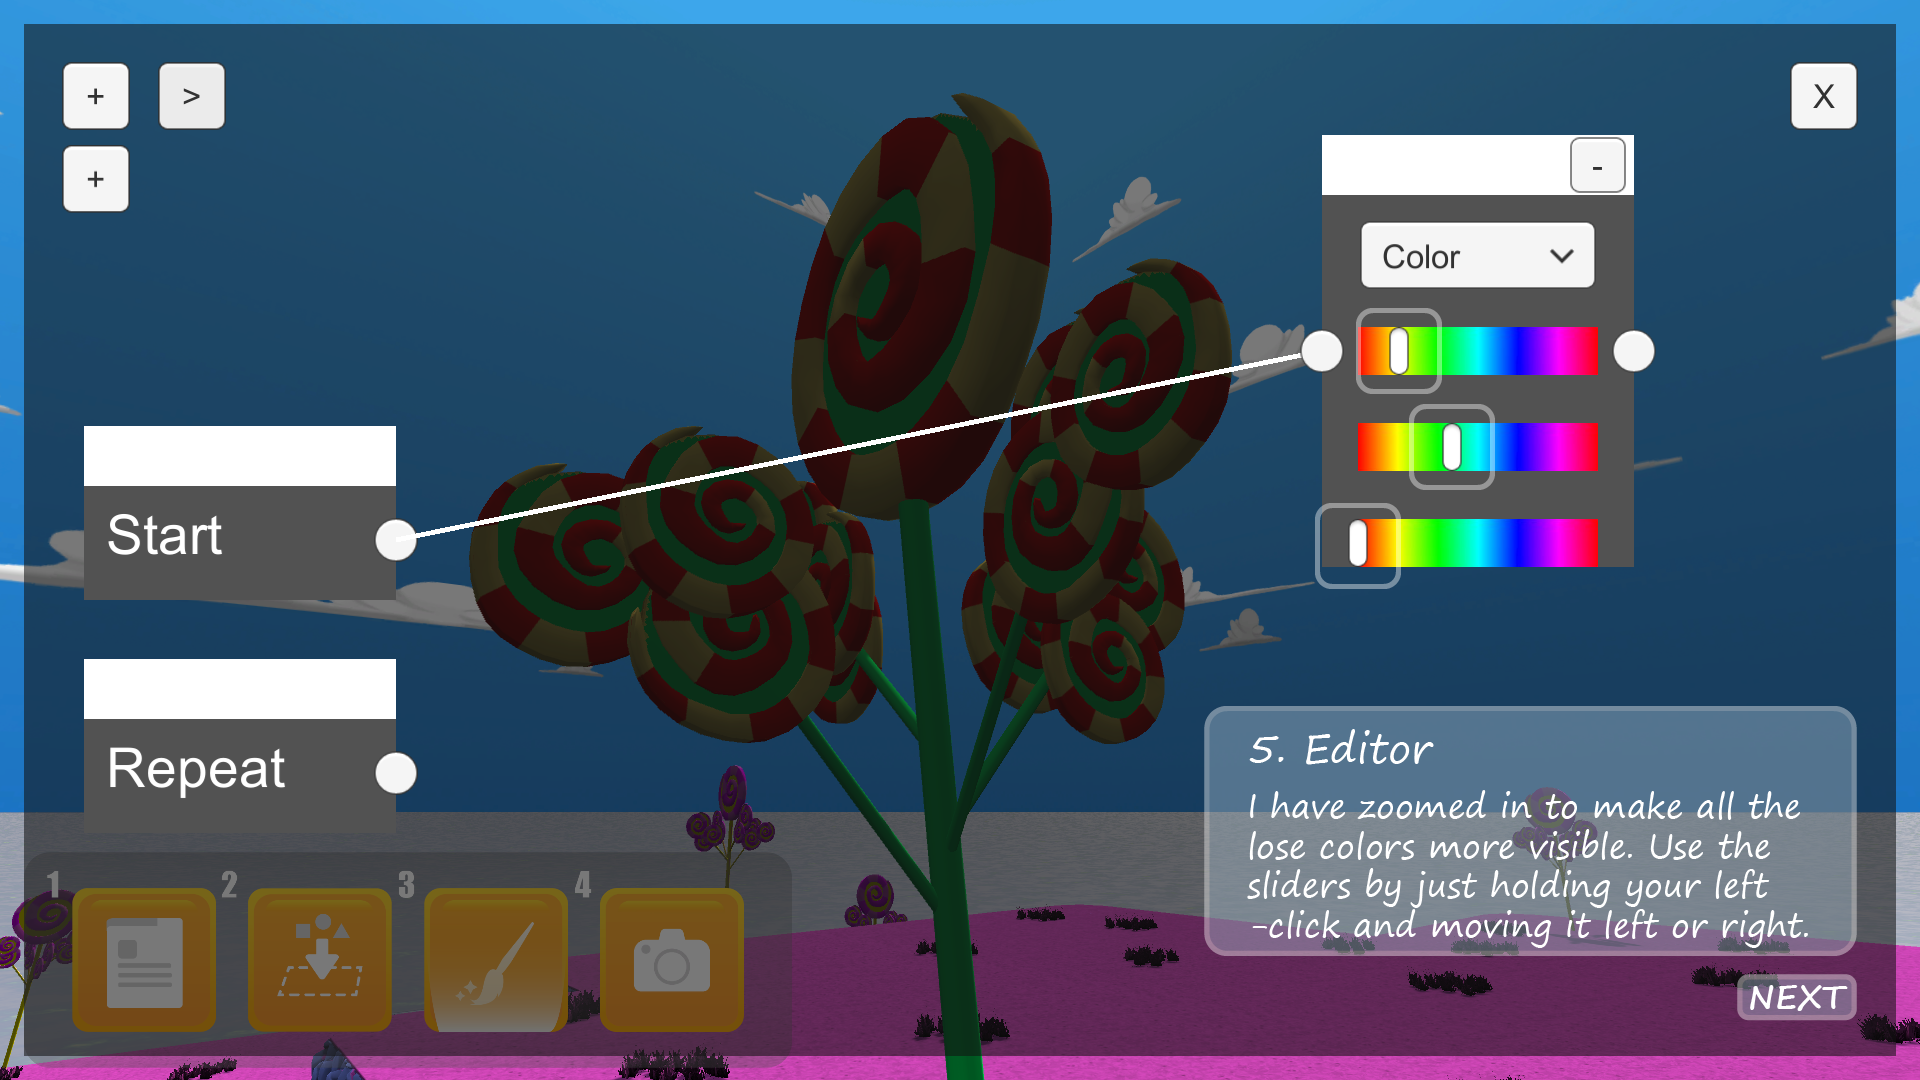 +
>
X
+
-
Color
Start
Repeat
5. Editor
I have zoomed in to make all the
lose colors more visible. Use the
sliders by just holding your left
-click and moving it left or right.
1
2
3
4
NEXT